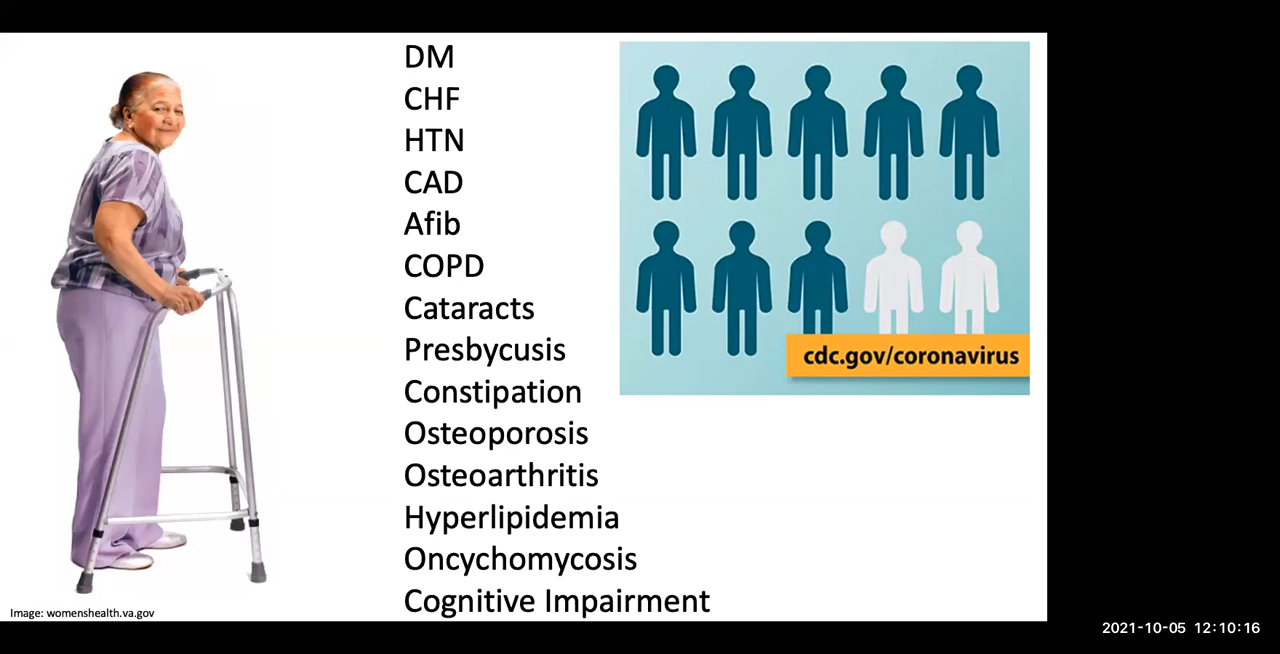 DM
CHF
HTN
CAD
Afib
COPD
Cataracts
Presbycusis
Constipation
Osteoporosis
Osteoarthritis
Hyperlipidemia
Oncychomycosis
Cognitive Impairment
cdc.gov/coronavirus
Image: womenshealth.va.gov
2021-10-05 12:10:16